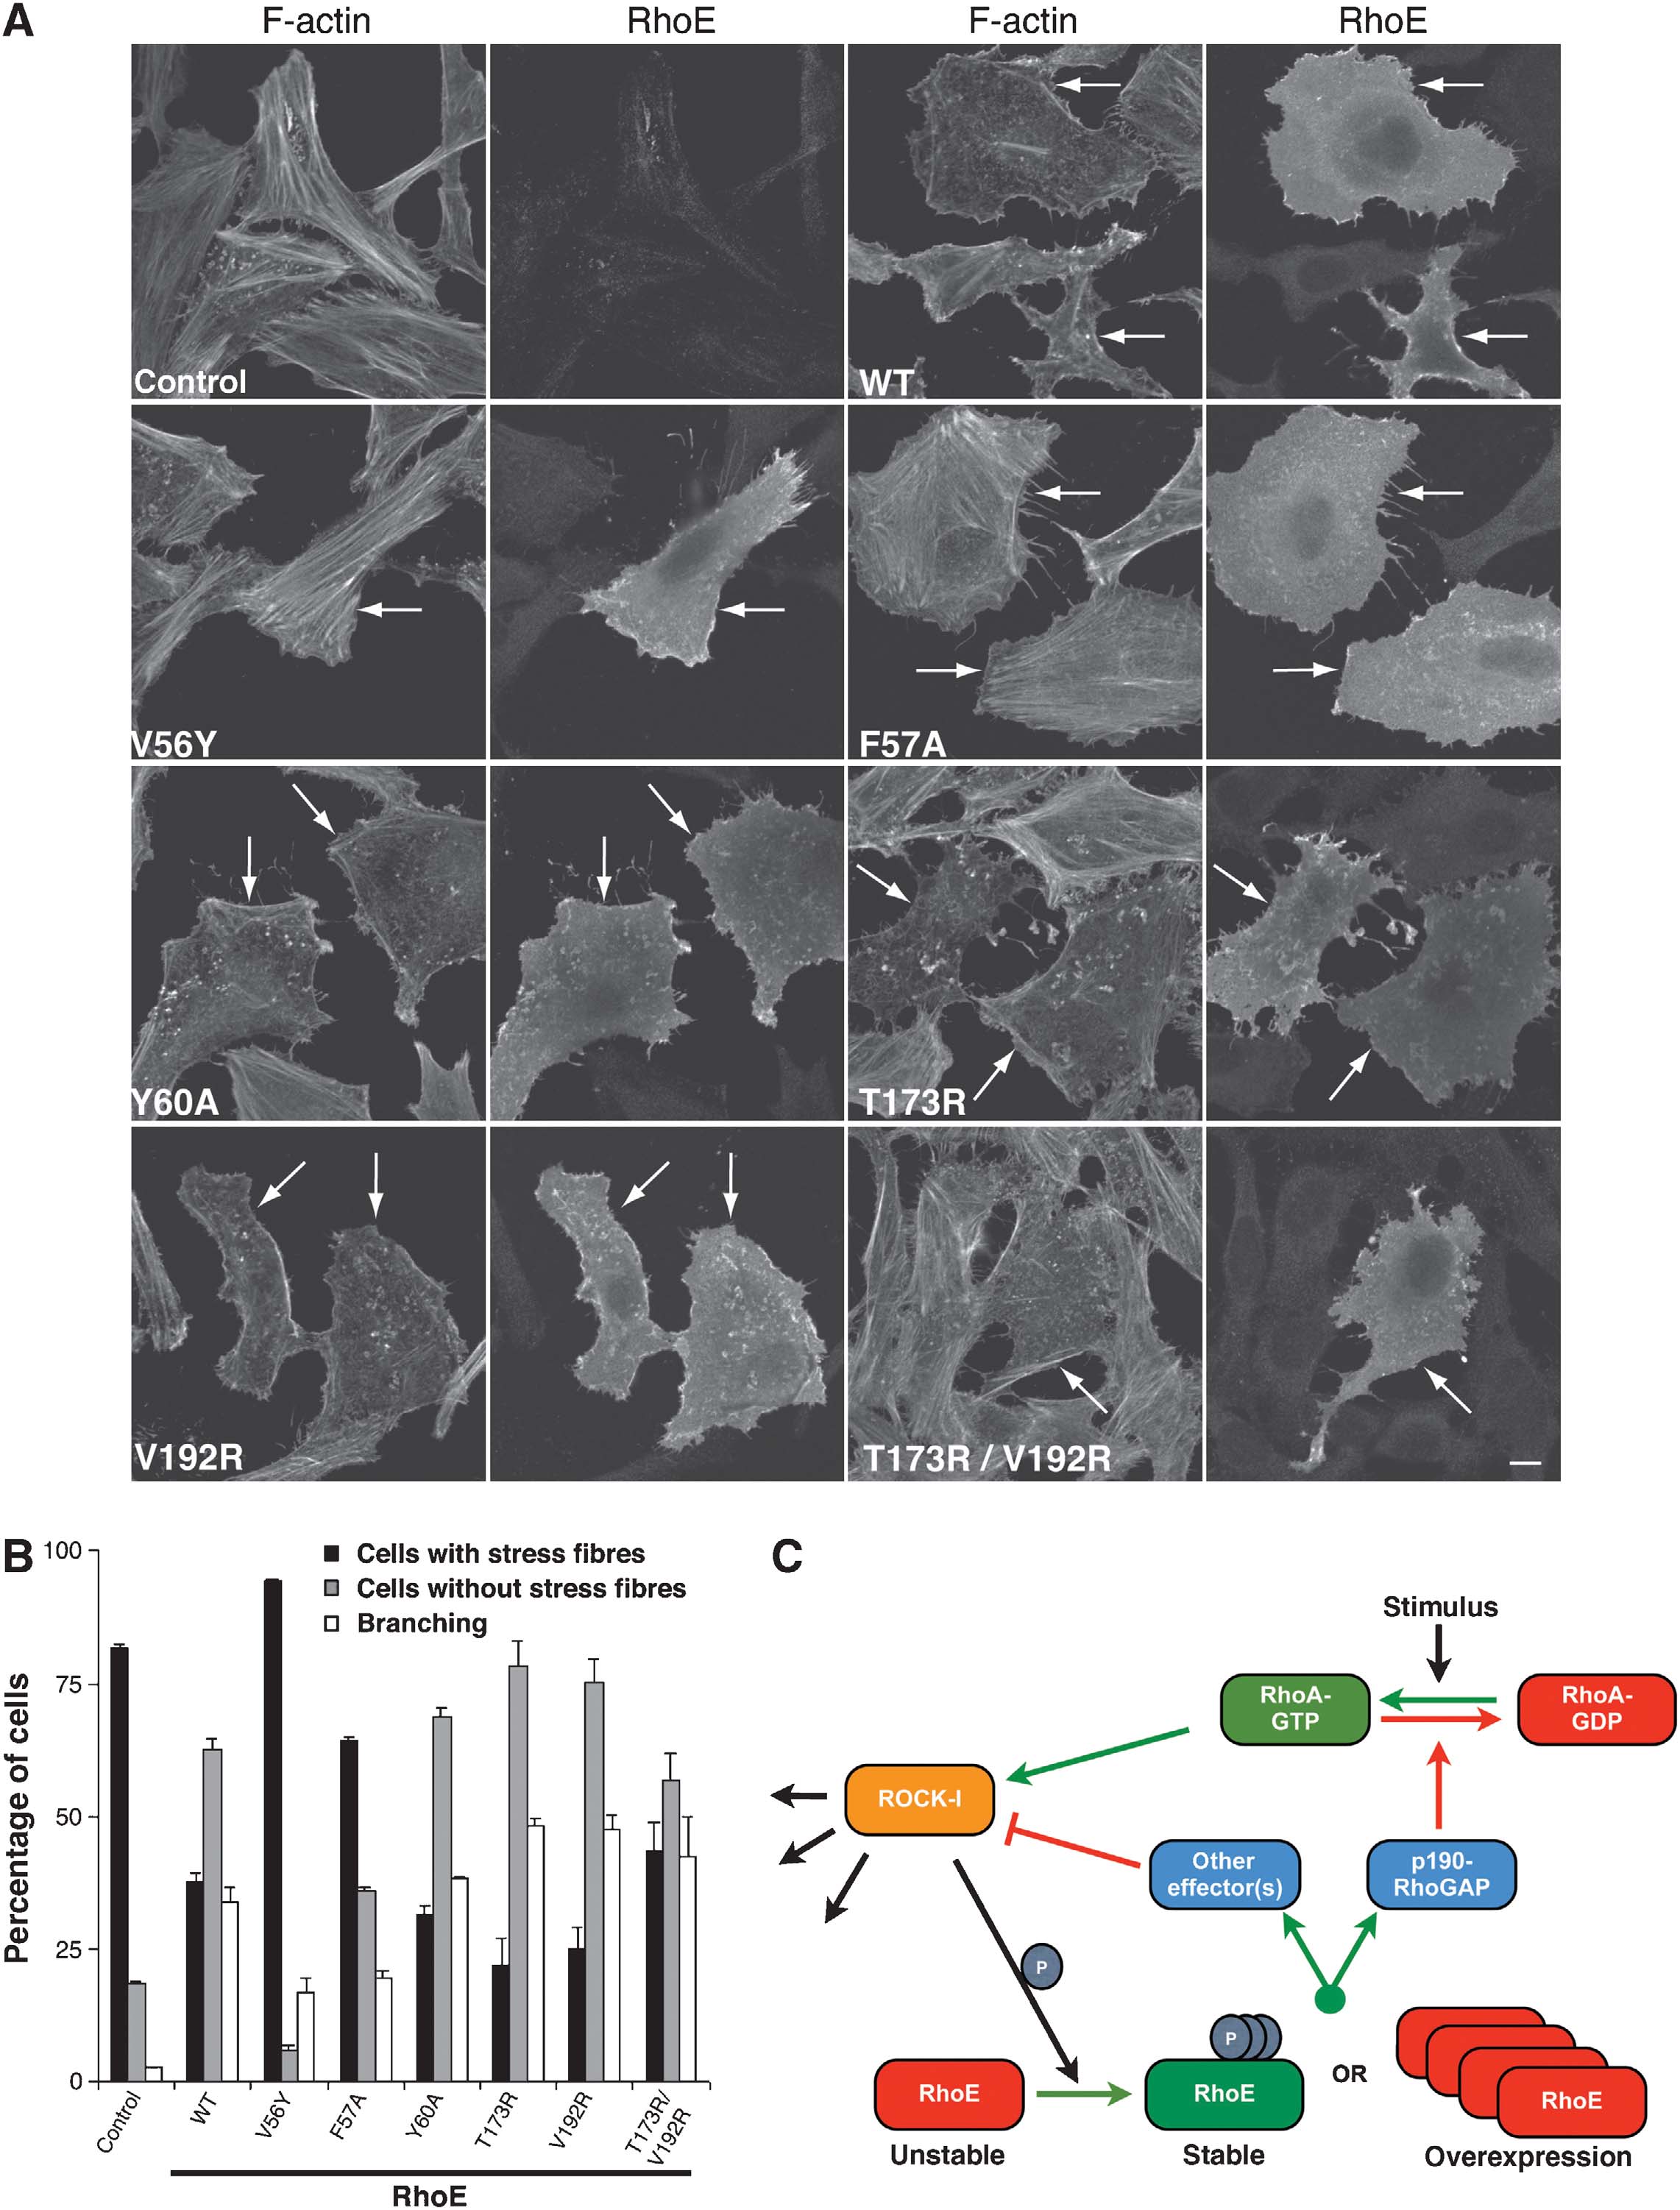 A
F-actin RhoE F-actin RhoE
Control WT
V56Y F57A
Y60A T173R
V192R T173R / V192R
B
100
75
50
25
0
Percentage of cells
Cells with stress fibres
Cells without stress fibres
Branching
Control WT V56Y F57A Y60A T173R V192R T173R/
V192R
RhoE
C
Stimulus
RhoA-
GTP
RhoA-
GDP
ROCK-I
Other
effector(s)
p190-
RhoGAP
P
P
RhoE
RhoE
OR
RhoE
Unstable Stable Overexpression